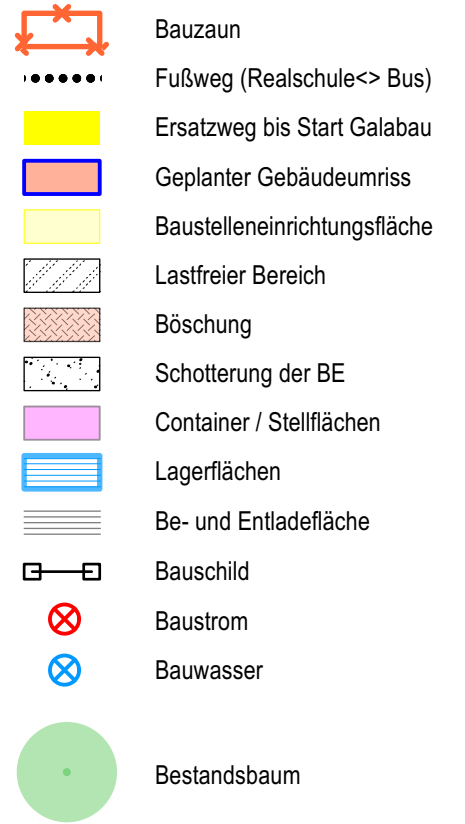 Bauzaun
Fußweg (Realschule<> Bus)
Ersatzweg bis Start Galabau
Geplanter Gebäudeumriss
Baustelleneinrichtungsfläche
Lastfreier Bereich
Böschung
Schotterung der BE
Container / Stellflächen
Lagerflächen
Be- und Entladefläche
Bauschild
Baustrom
Bauwasser
Bestandsbaum